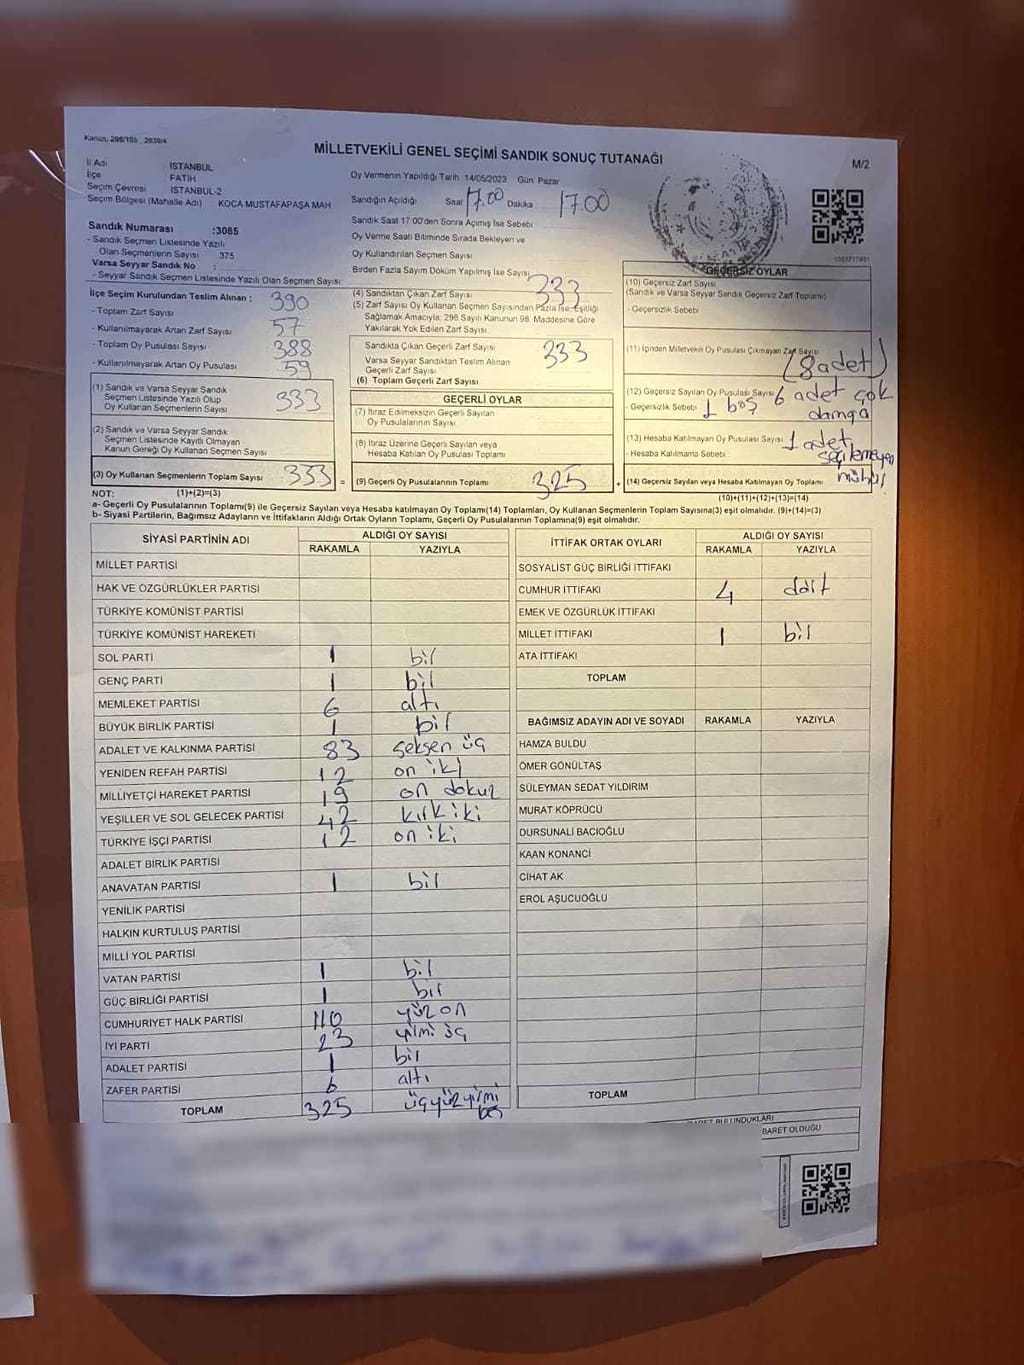 Kanun, 298/105 , 2839/4
MİLLETVEKİLİ GENEL SEÇİMİ SANDIK SONUÇ TUTANAĞI
M/2
İl Adı İSTANBUL
İlçe FATİH
Seçim Çevresi İSTANBUL-2
Seçim Bölgesi (Mahalle Adı) KOCA MUSTAFAPAŞA MAH
Oy Vermenin Yapıldığı Tarih 14/05/2023 Gün: Pazar
Sandığın Açıldığı Saat 17.00 Dakika 17.00
Sandık Saat 17.00'den Sonra Açılmış İse Sebebi
Oy Verme Saati Bitiminde Sırada Bekleyen ve
Oy Kullandırılan Seçmen Sayısı
Birden Fazla Sayım Döküm Yapılmış İse Sayısı
Sandık Numarası :3085
- Sandık Seçmen Listesinde Yazılı
Olan Seçmenlerin Sayısı 375
Varsa Seyyar Sandık No :
- Seyyar Sandık Seçmen Listesinde Yazılı Olan Seçmen Sayısı:
İlçe Seçim Kurulundan Teslim Alınan :
- Toplam Zarf Sayısı 390
- Kullanılmayarak Artan Zarf Sayısı 57
- Toplam Oy Pusulası Sayısı 388
- Kullanılmayarak Artan Oy Pusulası 59
(1) Sandık ve Varsa Seyyar Sandık
Seçmen Listesinde Yazılı Olup
Oy Kullanan Seçmenlerin Sayısı 333
(2) Sandık ve Varsa Seyyar Sandık
Seçmen Listesinde Kayıtlı Olmayan
Kanun Gereği Oy Kullanan Seçmen Sayısı
(3) Oy Kullanan Seçmenlerin Toplam Sayısı 333 =
(4) Sandıktan Çıkan Zarf Sayısı 333
(5) Zarf Sayısı Oy Kullanan Seçmen Sayısından Fazla İse, Eşitliği
Sağlamak Amacıyla; 298 Sayılı Kanunun 98. Maddesine Göre
Yakılarak Yok Edilen Zarf Sayısı
Sandıkta Çıkan Geçerli Zarf Sayısı 333
Varsa Seyyar Sandıktan Teslim Alınan
Geçerli Zarf Sayısı
(6) Toplam Geçerli Zarf Sayısı
GEÇERLİ OYLAR
(7) İtiraz Edilmeksizin Geçerli Sayılan
Oy Pusulalarının Sayısı
(8) İtiraz Üzerine Geçerli Sayılan veya
Hesaba Katılan Oy Pusulası Toplamı
(9) Geçerli Oy Pusulalarının Toplamı 325 +
GEÇERSİZ OYLAR
(10) Geçersiz Zarf Sayısı
(Sandık ve Varsa Seyyar Sandık Geçersiz Zarf Toplamı)
- Geçersizlik Sebebi
(11) İçinden Milletvekili Oy Pusulası Çıkmayan Zarf Sayısı
(8 adet)
(12) Geçersiz Sayılan Oy Pusulası Sayısı 6 adet çok
- Geçersizlik Sebebi 1 boş damga
(13) Hesaba Katılmayan Oy Pusulası Sayısı 1 adet
- Hesaba Katılmama Sebebi seçilemeyen
(14) Geçersiz Sayılan veya Hesaba Katılmayan Oy Toplamı mühür
NOT: (1)+(2)=(3)
(10)+(11)+(12)+(13)=(14)
a- Geçerli Oy Pusulalarının Toplamı(9) ile Geçersiz Sayılan veya Hesaba katılmayan Oy Toplamı(14) Toplamları, Oy Kullanan Seçmenlerin Toplam Sayısına(3) eşit olmalıdır. (9)+(14)=(3)
b- Siyasi Partilerin, Bağımsız Adayların ve İttifakların Aldığı Ortak Oyların Toplamı, Geçerli Oy Pusulalarının Toplamına(9) eşit olmalıdır.
SİYASİ PARTİNİN ADI ALDIĞI OY SAYISI
RAKAMLA YAZIYLA
MİLLET PARTİSİ
HAK VE ÖZGÜRLÜKLER PARTİSİ
TÜRKİYE KOMÜNİST PARTİSİ
TÜRKİYE KOMÜNİST HAREKETİ
SOL PARTİ 1 bir
GENÇ PARTİ 1 bir
MEMLEKET PARTİSİ 6 altı
BÜYÜK BİRLİK PARTİSİ 1 bir
ADALET VE KALKINMA PARTİSİ 83 seksen üç
YENİDEN REFAH PARTİSİ 12 on iki
MİLLİYETÇİ HAREKET PARTİSİ 19 on dokuz
YEŞİLLER VE SOL GELECEK PARTİSİ 42 kırk iki
TÜRKİYE İŞÇİ PARTİSİ 12 on iki
ADALET BİRLİK PARTİSİ
ANAVATAN PARTİSİ 1 bir
YENİLİK PARTİSİ
HALKIN KURTULUŞ PARTİSİ
MİLLİ YOL PARTİSİ
VATAN PARTİSİ 1 bir
GÜÇ BİRLİĞİ PARTİSİ 1 bir
CUMHURİYET HALK PARTİSİ 110 yüz on
İYİ PARTİ 23 yirmi üç
ADALET PARTİSİ 1 bir
ZAFER PARTİSİ 6 altı
TOPLAM 325 üçyüzyirmi
beş
İTTİFAK ORTAK OYLARI ALDIĞI OY SAYISI
RAKAMLA YAZIYLA
SOSYALİST GÜÇ BİRLİĞİ İTTİFAKI
CUMHUR İTTİFAKI 4 dört
EMEK VE ÖZGÜRLÜK İTTİFAKI
MİLLET İTTİFAKI 1 bir
ATA İTTİFAKI
TOPLAM
BAĞIMSIZ ADAYIN ADI VE SOYADI RAKAMLA YAZIYLA
HAMZA BULDU
ÖMER GÖNÜLTAŞ
SÜLEYMAN SEDAT YILDIRIM
MURAT KÖPRÜCÜ
DURSUNALİ BACIOĞLU
KAAN KONANCİ
CİHAT AK
EROL AŞUCUOĞLU
TOPLAM
BULUNDUKLARI
BARET OLDUĞU